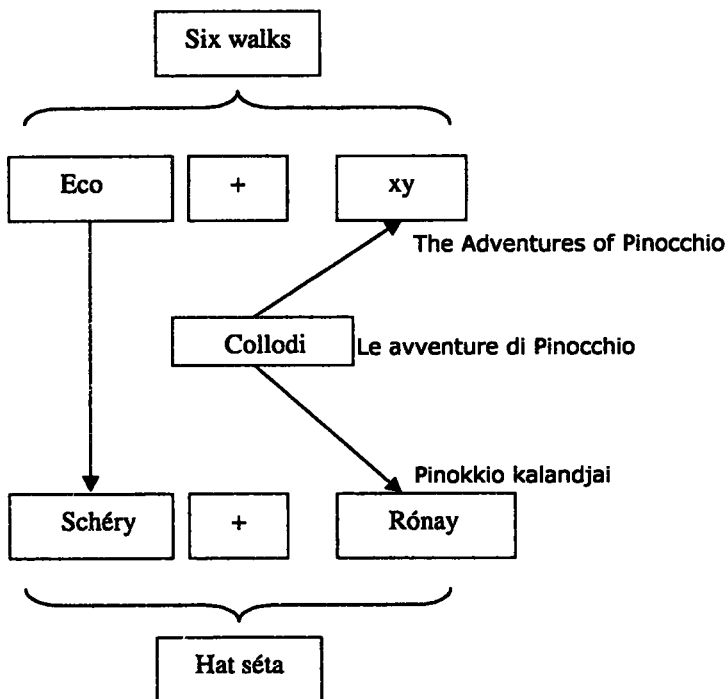 Six walks
Eco
+
xy
The Adventures of Pinocchio
Collodi
Le avventure di Pinocchio
Pinokkio kalandjai
Schéry
+
Rónay
Hat séta